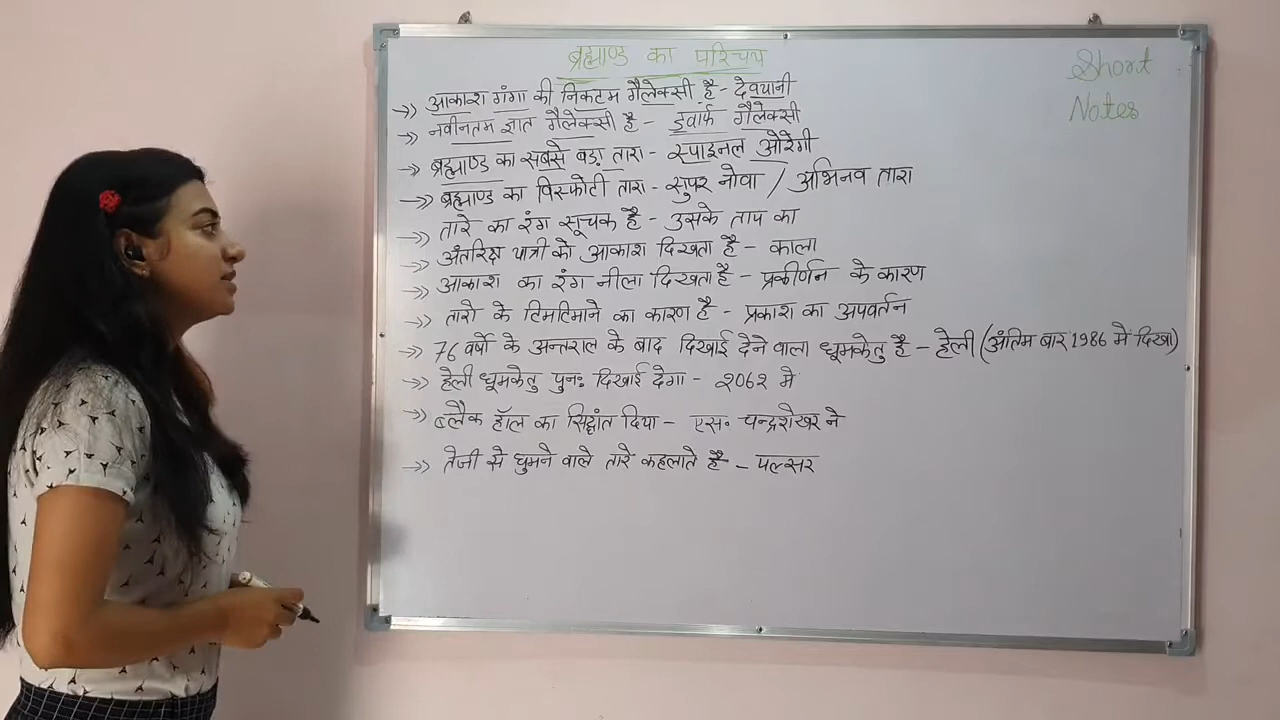 ब्रह्माण्ड का परिचय
Short
Notes
->> आकाश गंगा की निकटम गैलेक्सी है - देवयानी
->> नवीनतम ज्ञात गैलेक्सी है - ड्वार्फ गैलेक्सी
->> ब्रह्माण्ड का सबसे बड़ा तारा - स्पाइनल ओरेगी
->> ब्रह्माण्ड का विस्फोटी तारा - सुपर नोवा / अभिनव तारा
->> तारे का रंग सूचक है - उसके ताप का
->> अंतरिक्ष यात्री को आकाश दिखता है - काला
->> आकाश का रंग नीला दिखता है - प्रकीर्णन के कारण
->> तारो के टिमटिमाने का कारण है - प्रकाश का अपवर्तन
->> 76 वर्षो के अन्तराल के बाद दिखाई देने वाला धूमकेतु है - हेली (अंतिम बार 1986 मे दिखा)
->> हेली धूमकेतु पुनः दिखाई देगा - २०6२ मे
->> ब्लैक हॉल का सिद्धांत दिया - एस॰ चन्द्रशेखर ने
->> तेजी से घुमने वाले तारे कहलाते है - पल्सर